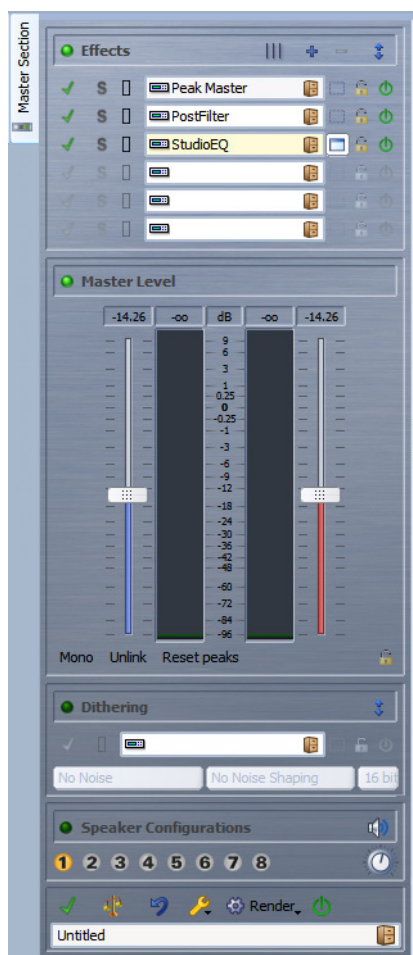 Master Section
Effects
S Peak Master
S PostFilter
S StudioEQ
S
S
S
Master Level
-14.26 -oo dB -oo -14.26
9
6
3
1
0.25
0
-0.25
-1
-3
-6
-9
-12
-18
-24
-30
-36
-42
-48
-60
-72
-84
-96
Mono Unlink Reset peaks
Dithering
No Noise No Noise Shaping 16 bit
Speaker Configurations
1 2 3 4 5 6 7 8
Render
Untitled